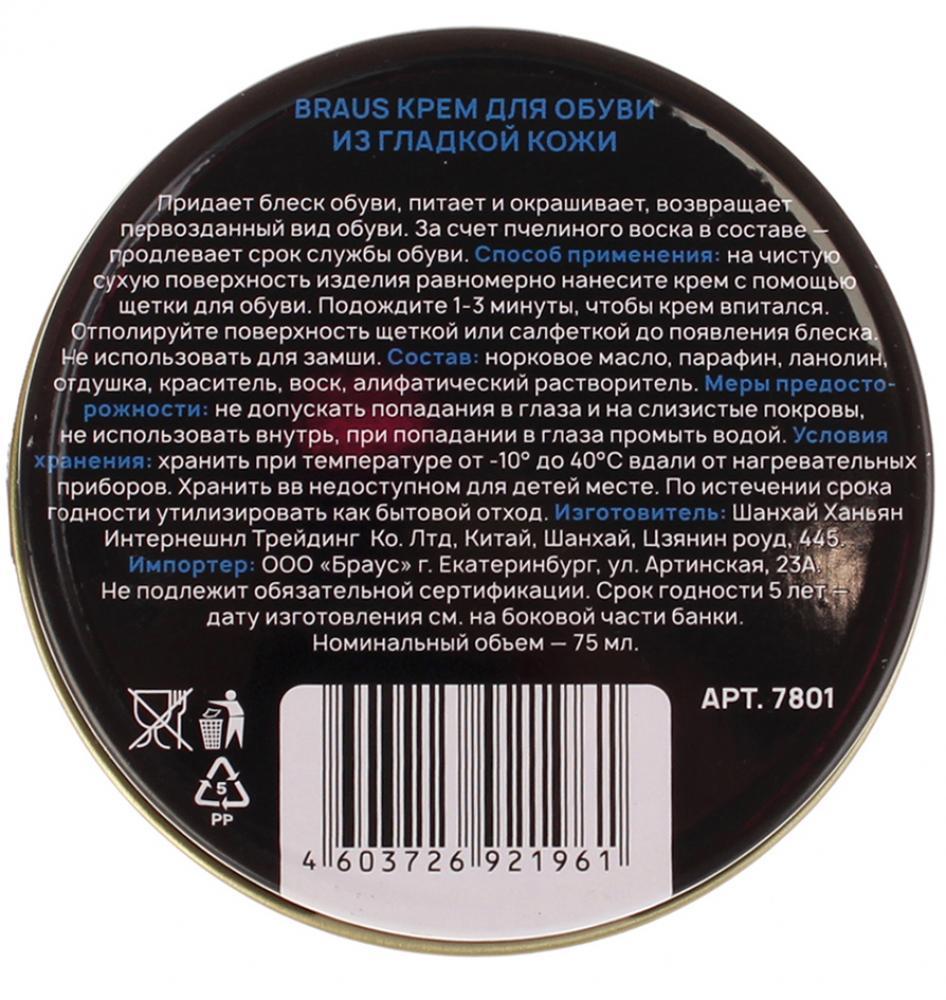 BRAUS КРЕМ ДЛЯ ОБУВИ
ИЗ ГЛАДКОЙ КОЖИ
Придает блеск обуви, питает и окрашивает, возвращает
первозданный вид обуви. За счет пчелиного воска в составе —
продлевает срок службы обуви. Способ применения: на чистую
сухую поверхность изделия равномерно нанесите крем с помощью
щетки для обуви. Подождите 1-3 минуты, чтобы крем впитался.
Отполируйте поверхность щеткой или салфеткой до появления блеска.
Не использовать для замши. Состав: норковое масло, парафин, ланолин,
отдушка, краситель, воск, алифатический растворитель. Меры предосто-
рожности: не допускать попадания в глаза и на слизистые покровы,
не использовать внутрь, при попадании в глаза промыть водой. Условия
хранения: хранить при температуре от -10° до 40°С вдали от нагревательных
приборов. Хранить вв недоступном для детей месте. По истечении срока
годности утилизировать как бытовой отход. Изготовитель: Шанхай Ханьян
Интернешнл Трейдинг Ко. Лтд, Китай, Шанхай, Цзянин роуд, 445.
Импортер: ООО «Браус» г. Екатеринбург, ул. Артинская, 23А.
Не подлежит обязательной сертификации. Срок годности 5 лет —
дату изготовления см. на боковой части банки.
Номинальный объем — 75 мл.
АРТ. 7801
5
PP
4 603726 921961